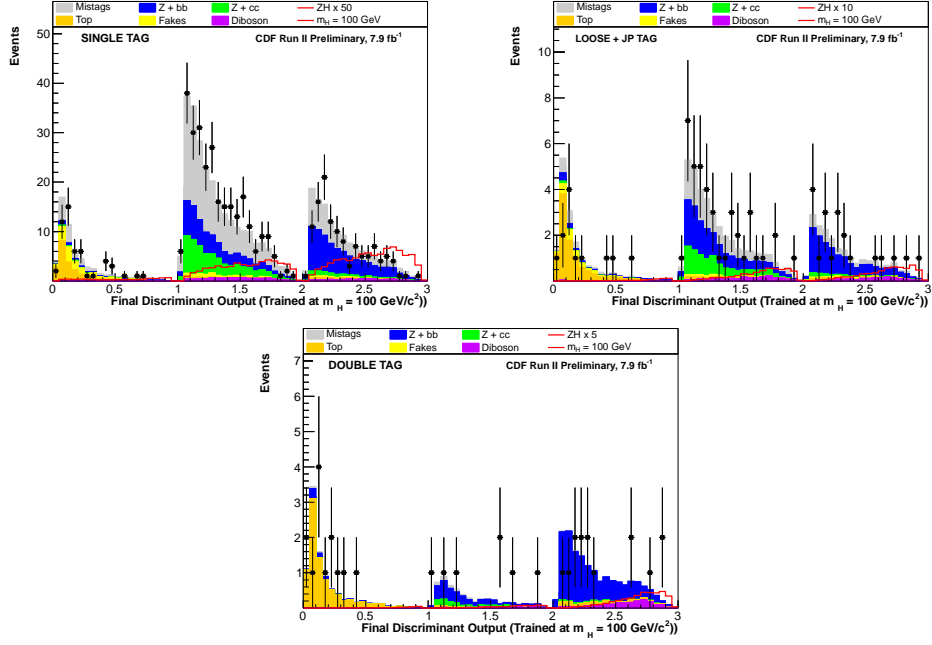 Mistags Z + bb Z + cc ZH x 50
Top Fakes Diboson m_H = 100 GeV
SINGLE TAG CDF Run II Preliminary, 7.9 fb⁻¹
Events
50
40
30
20
10
0 0.5 1 1.5 2 2.5 3
Final Discriminant Output (Trained at m_H = 100 GeV/c²))
Mistags Z + bb Z + cc ZH x 10
Top Fakes Diboson m_H = 100 GeV
LOOSE + JP TAG CDF Run II Preliminary, 7.9 fb⁻¹
Events
10
8
6
4
2
0
0 0.5 1 1.5 2 2.5 3
Final Discriminant Output (Trained at m_H = 100 GeV/c²))
Mistags Z + bb Z + cc ZH x 5
Top Fakes Diboson m_H = 100 GeV
DOUBLE TAG CDF Run II Preliminary, 7.9 fb⁻¹
Events
7
6
5
4
3
2
1
0
0 0.5 1 1.5 2 2.5 3
Final Discriminant Output (Trained at m_H = 100 GeV/c²))